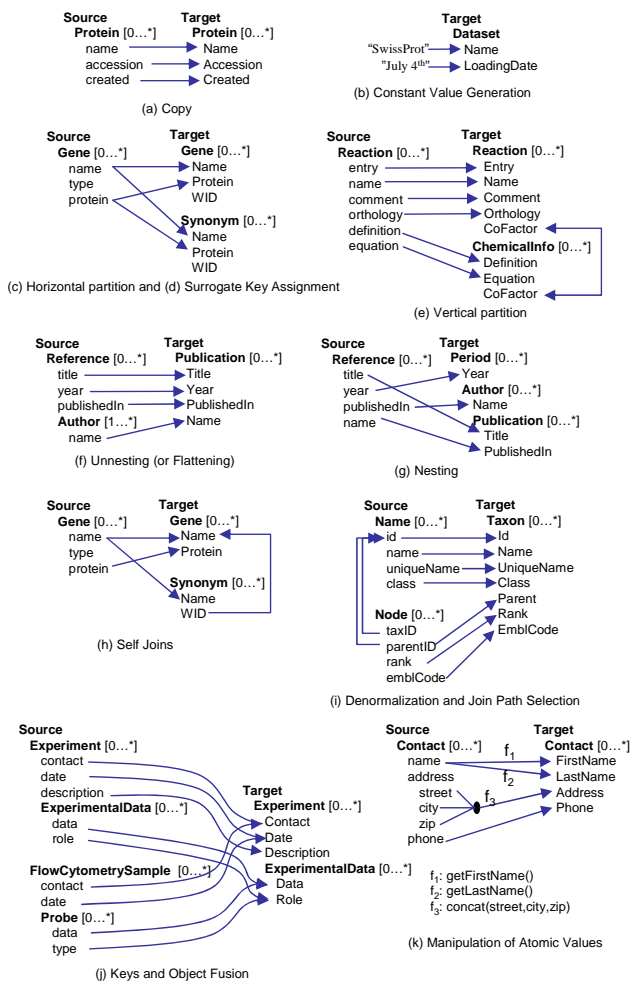 Source Target
Protein [0…*] Protein [0…*]
name Name
accession Accession
created Created
(a) Copy
Target
Dataset
"SwissProt" Name
"July 4th" LoadingDate
(b) Constant Value Generation
Source Target
Gene [0…*] Gene [0…*]
name Name
type Protein
protein WID
Synonym [0…*]
Name
Protein
WID
(c) Horizontal partition and (d) Surrogate Key Assignment
Source Target
Reaction [0…*] Reaction [0…*]
entry Entry
name Name
comment Comment
orthology Orthology
definition CoFactor
equation ChemicalInfo [0…*]
Definition
Equation
CoFactor
(e) Vertical partition
Source Target
Reference [0…*] Publication [0…*]
title Title
year Year
publishedIn PublishedIn
Author [1…*] Name
name
(f) Unnesting (or Flattening)
Source Target
Reference [0…*] Period [0…*]
title Year
year Author [0…*]
publishedIn Name
name Publication [0…*]
Title
PublishedIn
(g) Nesting
Source Target
Gene [0…*] Gene [0…*]
name Name
type Protein
protein
Synonym [0…*]
Name
WID
(h) Self Joins
Source Target
Name [0…*] Taxon [0…*]
id Id
name Name
uniqueName UniqueName
class Class
Parent
Node [0…*] Rank
taxID EmblCode
parentID
rank
emblCode
(i) Denormalization and Join Path Selection
Source
Experiment [0…*]
contact
date
description
ExperimentalData [0…*]
data
role
FlowCytometrySample [0…*]
contact
date
Probe [0…*]
data
type
Target
Experiment [0…*]
Contact
Date
Description
ExperimentalData [0…*]
Data
Role
(j) Keys and Object Fusion
Source Target
Contact [0…*] Contact [0…*]
name f1 FirstName
address f2 LastName
street f3 Address
city Phone
zip
phone
f1: getFirstName()
f2: getLastName()
f3: concat(street,city,zip)
(k) Manipulation of Atomic Values